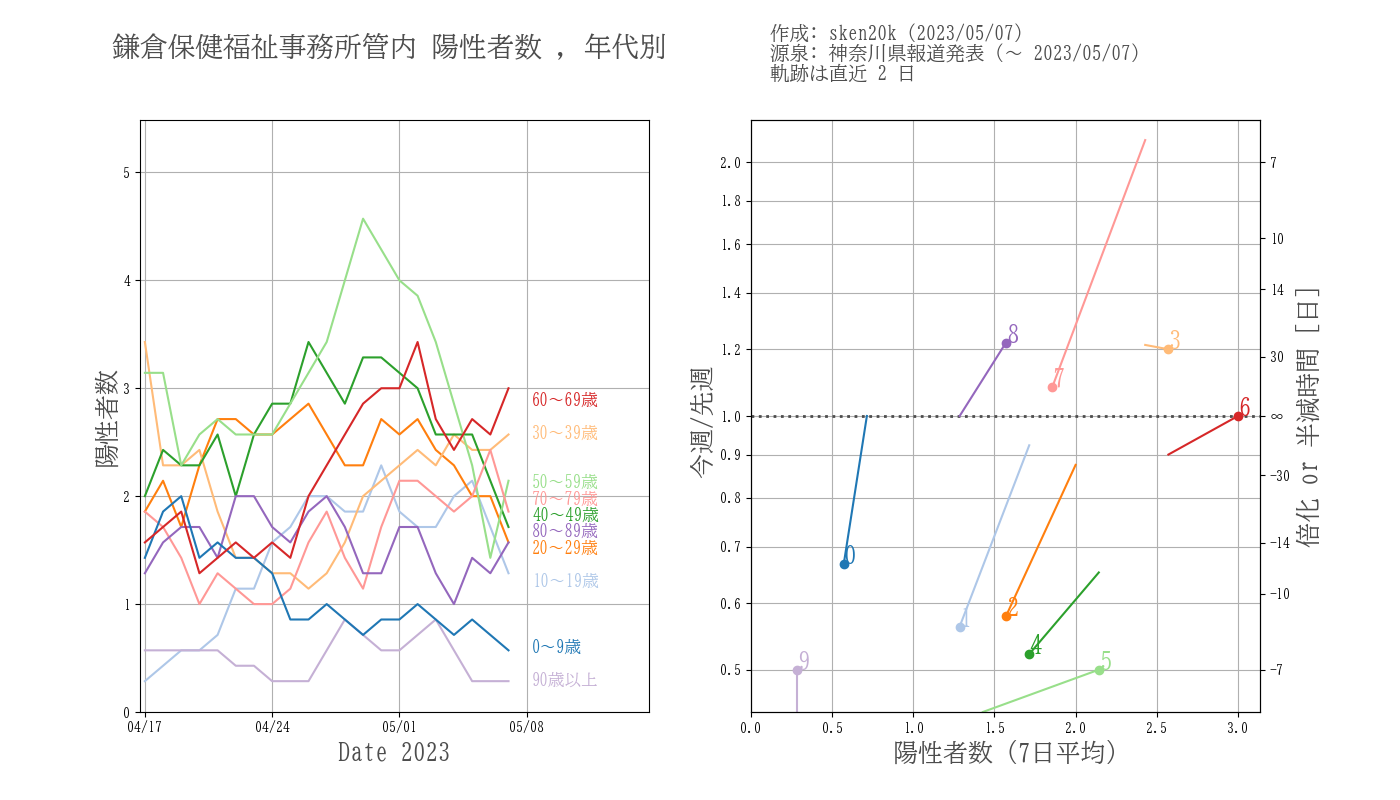 鎌倉保健福祉事務所管内 陽性者数 , 年代別
作成: sken20k (2023/05/07)
源泉: 神奈川県報道発表 (～ 2023/05/07)
軌跡は直近 2 日
陽性者数
5
4
3
2
1
0
04/17
04/24
05/01
05/08
Date 2023
60～69歳
30～39歳
50～59歳
70～79歳
40～49歳
80～89歳
20～29歳
10～19歳
0～9歳
90歳以上
今週/先週
2.0
1.8
1.6
1.4
1.2
1.0
0.9
0.8
0.7
0.6
0.5
8
7
3
6
0
1
2
4
5
9
0.0
0.5
1.0
1.5
2.0
2.5
3.0
陽性者数 (7日平均)
7
10
14
30
∞
−30
−14
−10
−7
倍化 or 半減時間 [日]